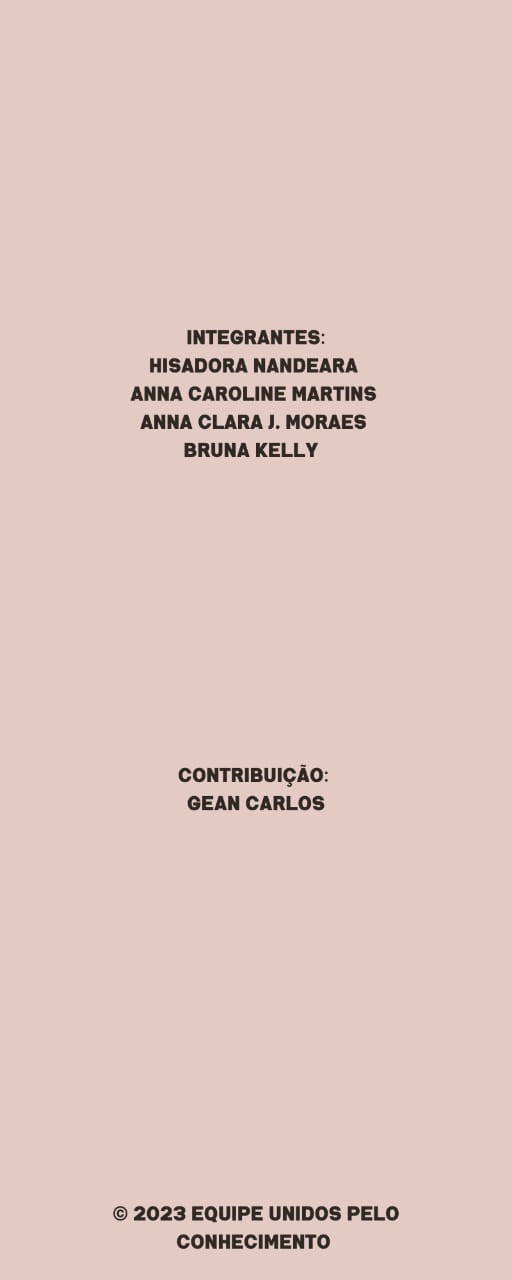 INTEGRANTES:
HISADORA NANDEARA
ANNA CAROLINE MARTINS
ANNA CLARA J. MORAES
BRUNA KELLY
CONTRIBUIÇÃO:
GEAN CARLOS
© 2023 EQUIPE UNIDOS PELO
CONHECIMENTO